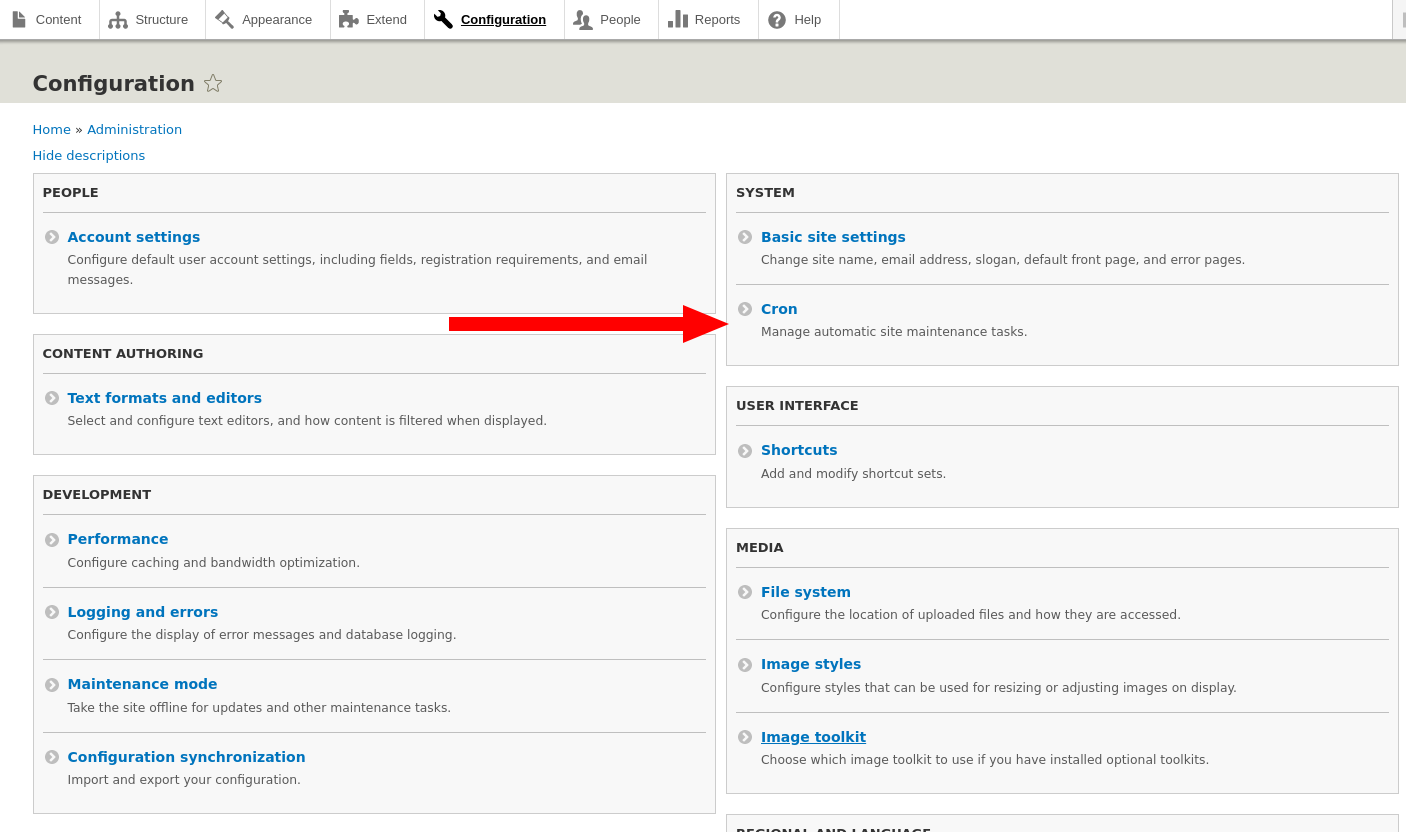 Content Structure Appearance Extend Configuration People Reports Help
Configuration
Home » Administration
Hide descriptions
PEOPLE
Account settings
Configure default user account settings, including fields, registration requirements, and email
messages.
CONTENT AUTHORING
Text formats and editors
Select and configure text editors, and how content is filtered when displayed.
DEVELOPMENT
Performance
Configure caching and bandwidth optimization.
Logging and errors
Configure the display of error messages and database logging.
Maintenance mode
Take the site offline for updates and other maintenance tasks.
Configuration synchronization
Import and export your configuration.
SYSTEM
Basic site settings
Change site name, email address, slogan, default front page, and error pages.
Cron
Manage automatic site maintenance tasks.
USER INTERFACE
Shortcuts
Add and modify shortcut sets.
MEDIA
File system
Configure the location of uploaded files and how they are accessed.
Image styles
Configure styles that can be used for resizing or adjusting images on display.
Image toolkit
Choose which image toolkit to use if you have installed optional toolkits.
REGIONAL AND LANGUAGE